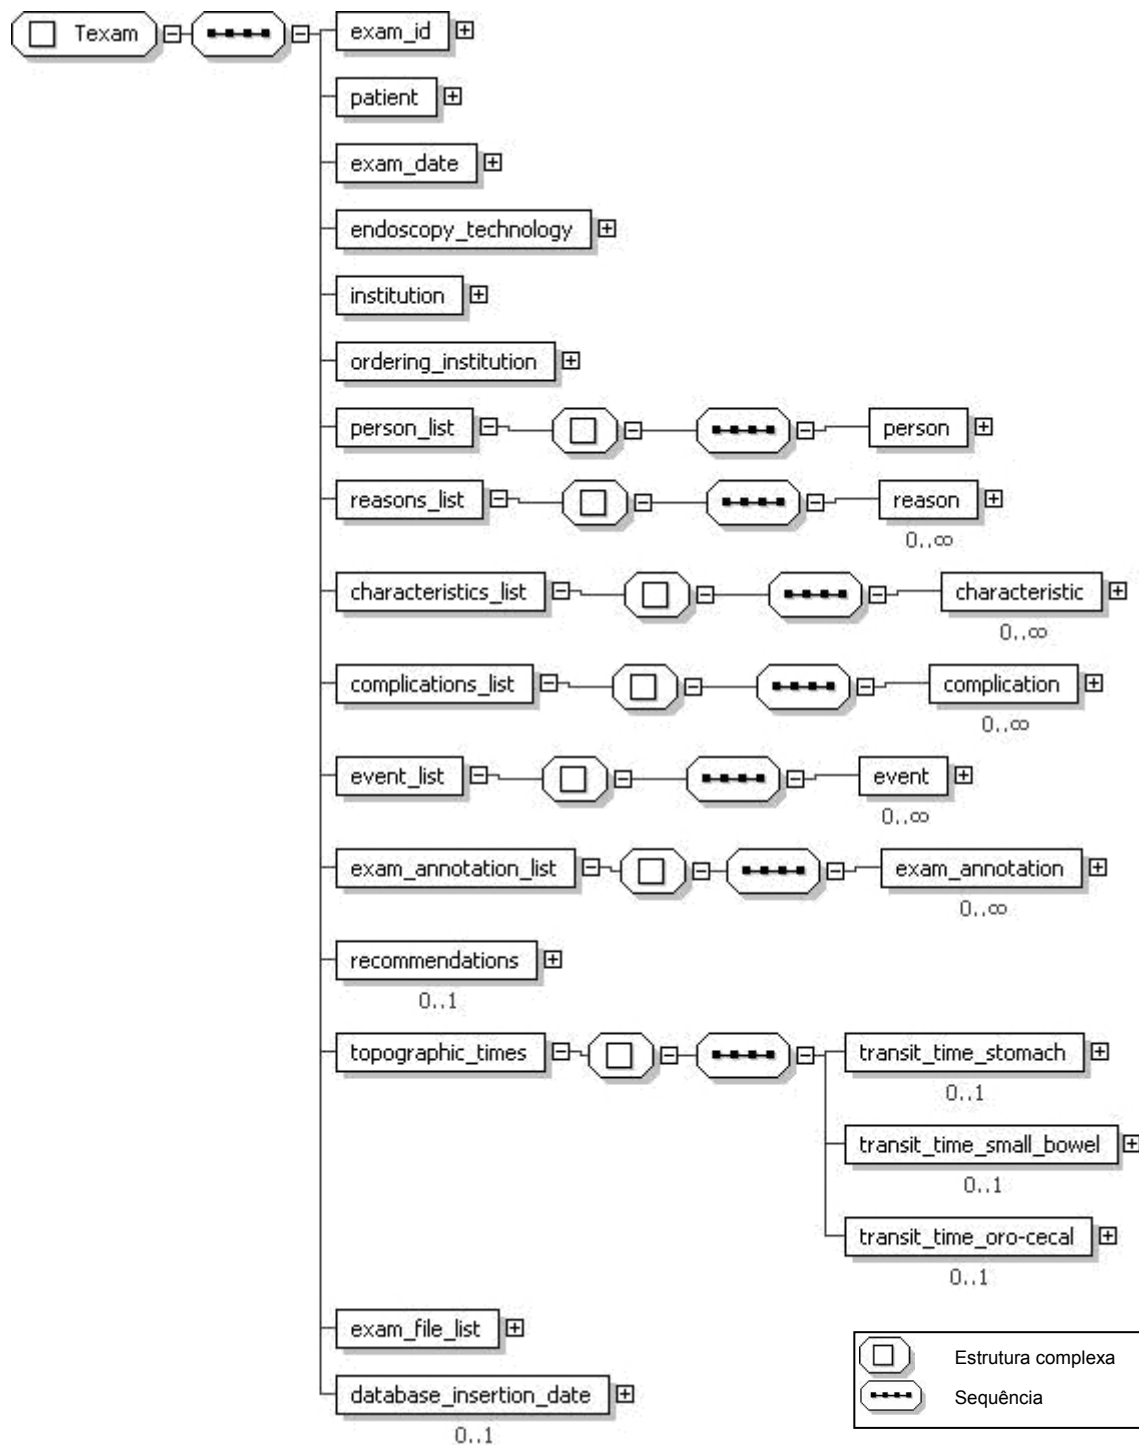 Texam
exam_id
patient
exam_date
endoscopy_technology
institution
ordering_institution
person_list person
reasons_list reason
0..∞
characteristics_list characteristic
0..∞
complications_list complication
0..∞
event_list event
0..∞
exam_annotation_list exam_annotation
0..∞
recommendations
0..1
topographic_times transit_time_stomach
0..1
transit_time_small_bowel
0..1
transit_time_oro-cecal
0..1
exam_file_list
database_insertion_date
0..1
Estrutura complexa
Sequência